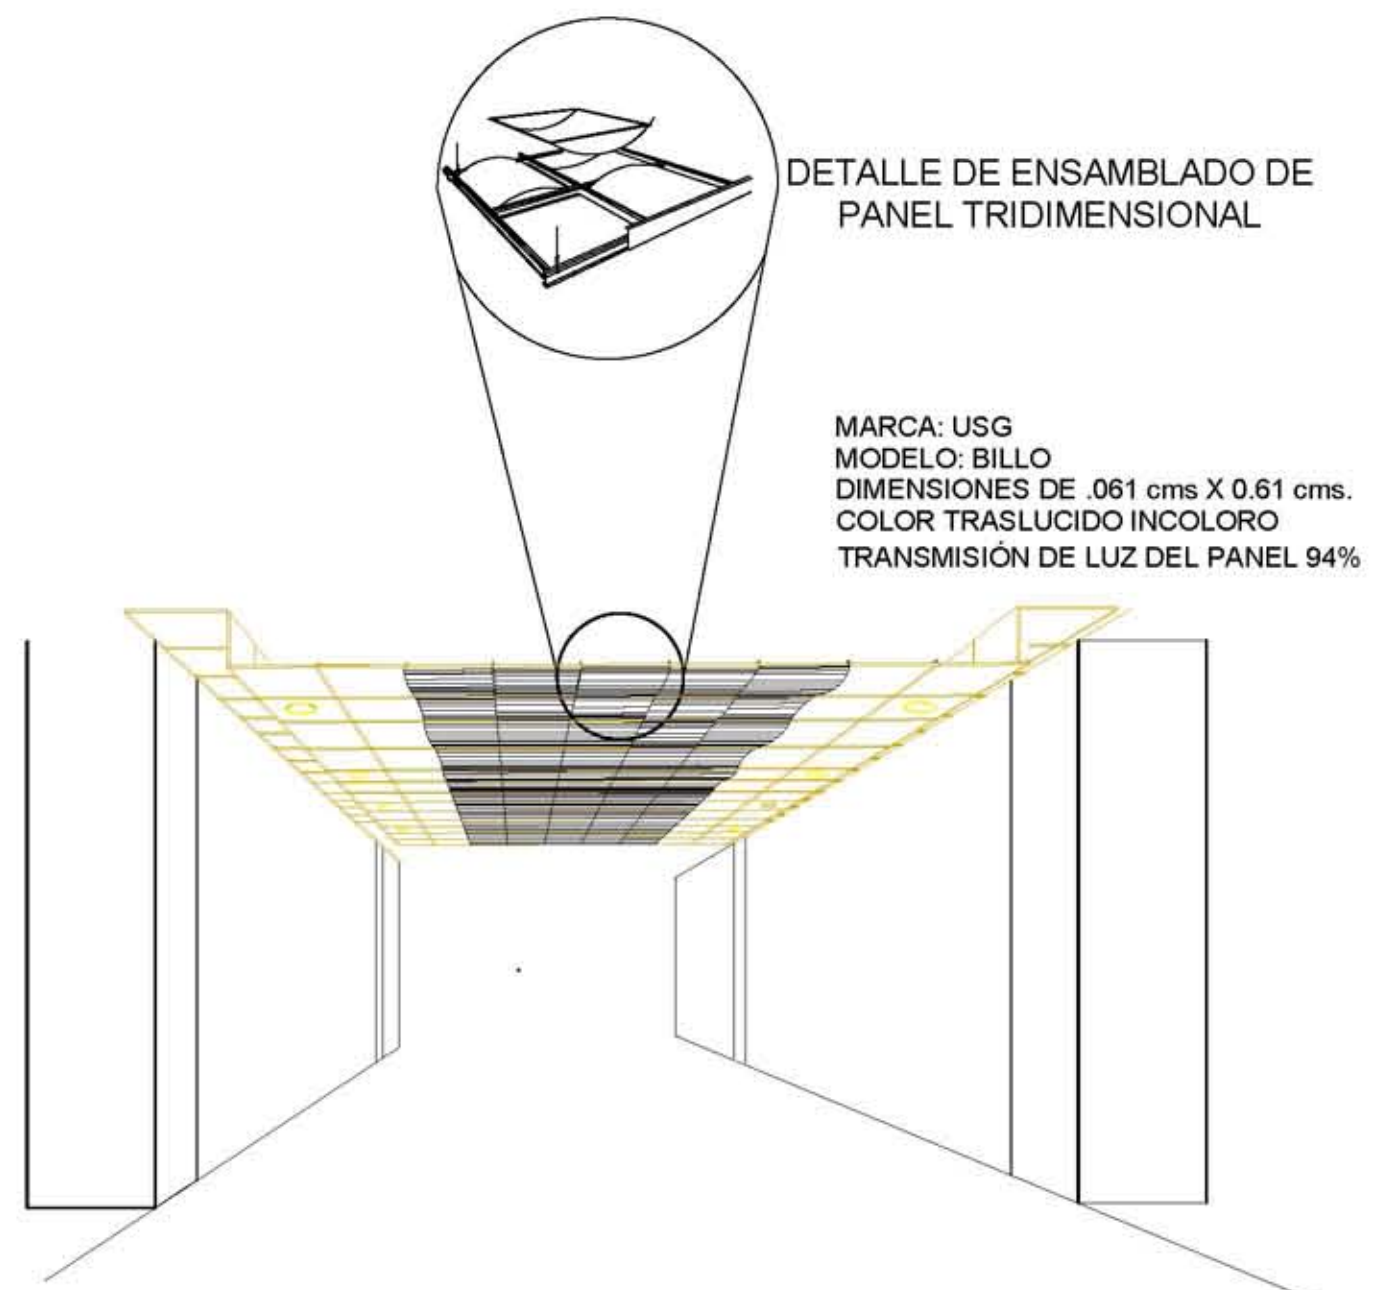 DETALLE DE ENSAMBLADO DE
PANEL TRIDIMENSIONAL
MARCA: USG
MODELO: BILLO
DIMENSIONES DE .061 cms X 0.61 cms.
COLOR TRASLUCIDO INCOLORO
TRANSMISIÓN DE LUZ DEL PANEL 94%